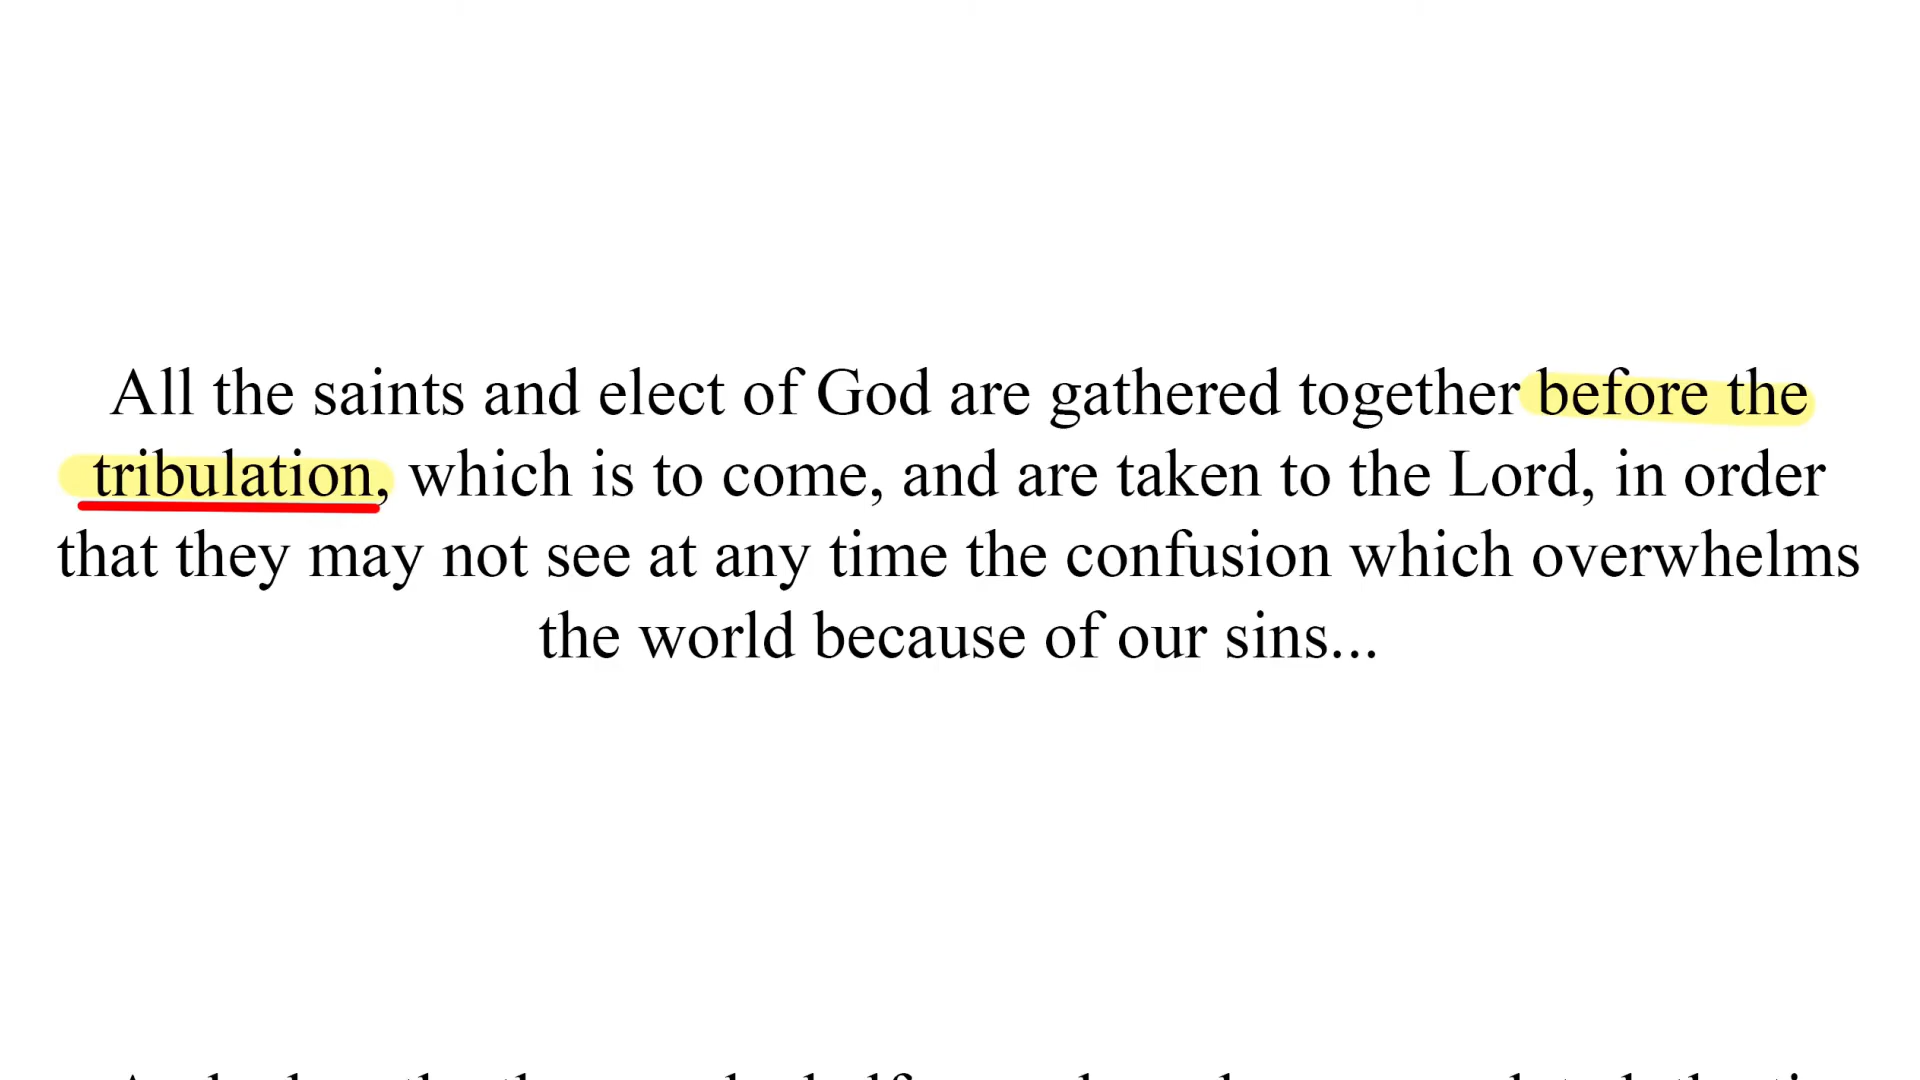 All the saints and elect of God are gathered together before the
tribulation, which is to come, and are taken to the Lord, in order
that they may not see at any time the confusion which overwhelms
the world because of our sins...